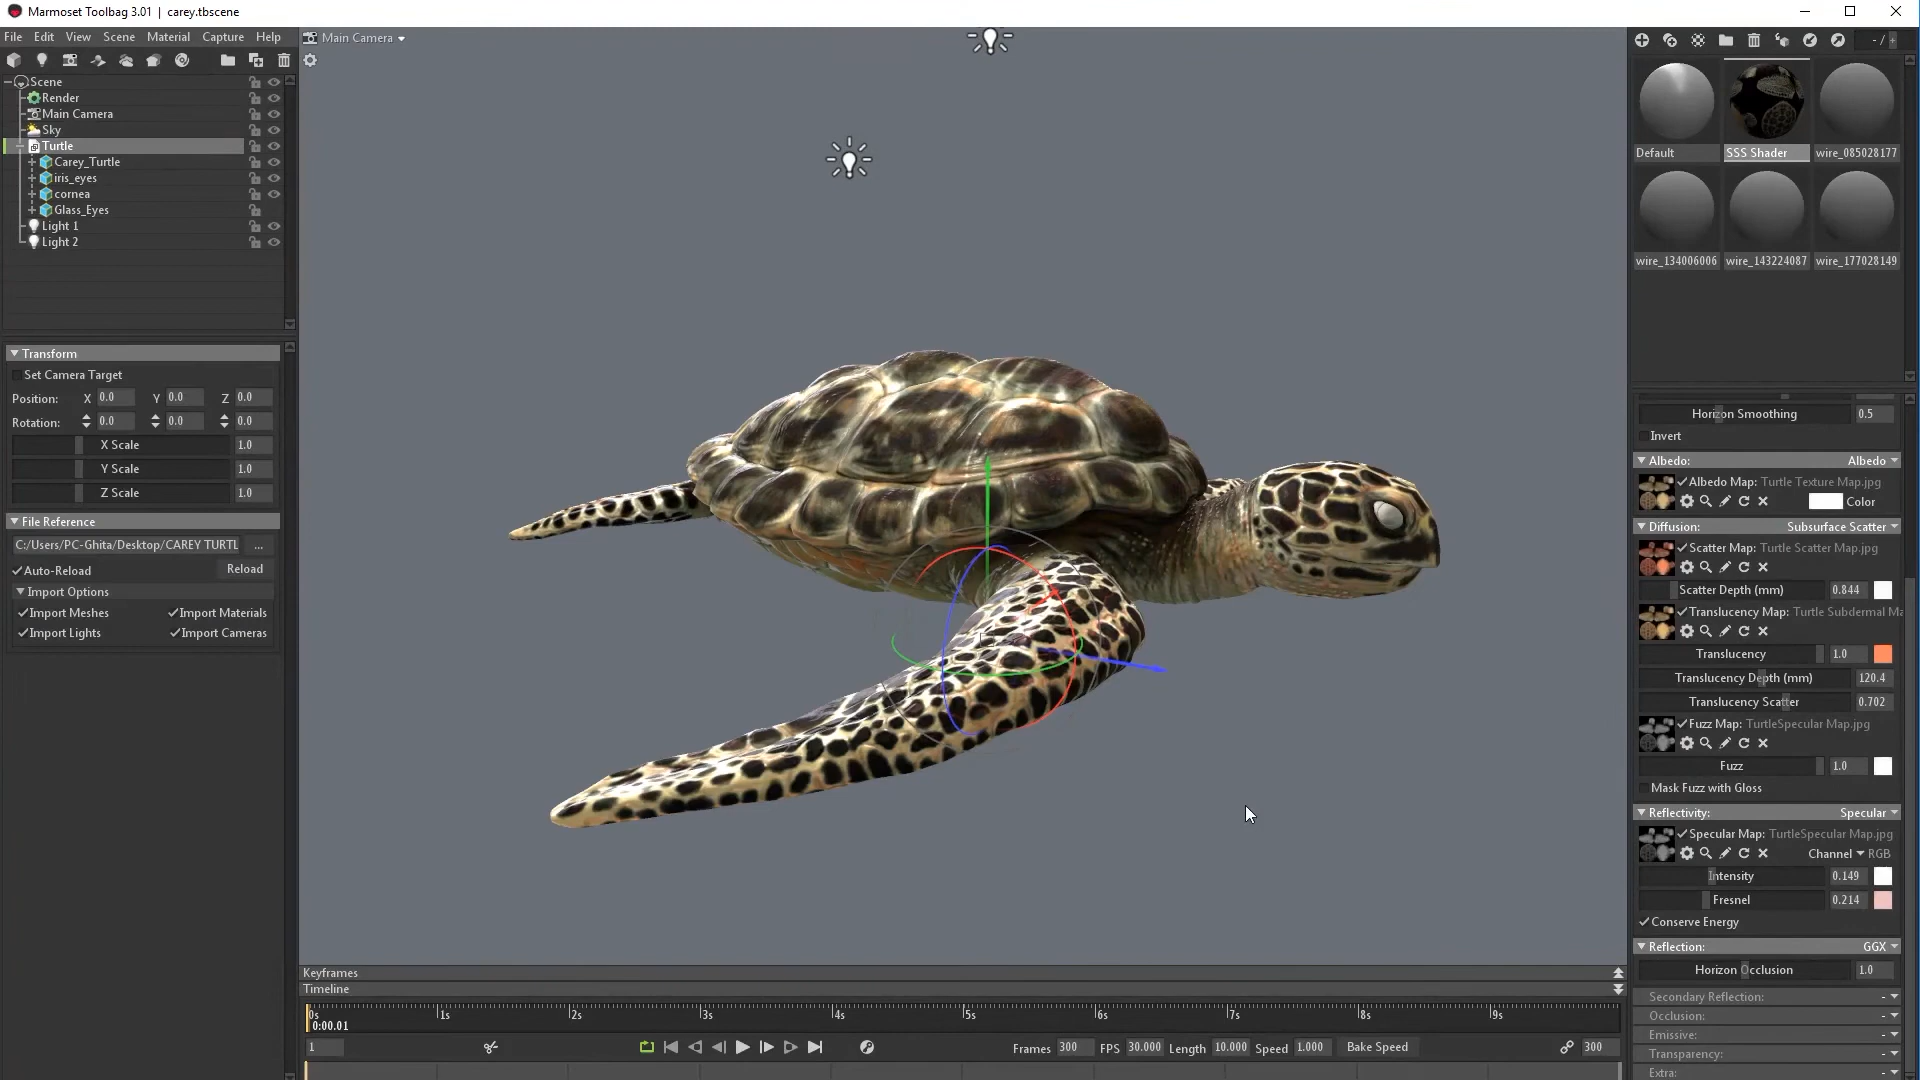 Marmoset Toolbag 3.01 | carey.tbscene
File Edit View Scene Material Capture Help
Main Camera
- /
Scene
Render
Main Camera
Sky
Turtle
Carey_Turtle
iris_eyes
cornea
Glass_Eyes
Light 1
Light 2
Transform
Set Camera Target
Position: X 0.0 Y 0.0 Z 0.0
Rotation: 0.0 0.0 0.0
X Scale 1.0
Y Scale 1.0
Z Scale 1.0
File Reference
C:/Users/PC-Ghita/Desktop/CAREY TURTL ...
Auto-Reload Reload
Import Options
Import Meshes Import Materials
Import Lights Import Cameras
Keyframes
Timeline
0s 1s 2s 3s 4s 5s 6s 7s 8s 9s
0:00.01
1 Frames 300 FPS 30.000 Length 10.000 Speed 1.000 Bake Speed 300
Default SSS Shader wire_085028177
wire_134006006 wire_143224087 wire_177028149
Horizon Smoothing 0.5
Invert
Albedo: Albedo
Albedo Map: Turtle Texture Map.jpg
Color
Diffusion: Subsurface Scatter
Scatter Map: Turtle Scatter Map.jpg
Scatter Depth (mm) 0.844
Translucency Map: Turtle Subdermal Ma
Translucency 1.0
Translucency Depth (mm) 120.4
Translucency Scatter 0.702
Fuzz Map: TurtleSpecular Map.jpg
Fuzz 1.0
Mask Fuzz with Gloss
Reflectivity: Specular
Specular Map: TurtleSpecular Map.jpg
Channel RGB
Intensity 0.149
Fresnel 0.214
Conserve Energy
Reflection: GGX
Horizon Occlusion 1.0
Secondary Reflection: -
Occlusion: -
Emissive: -
Transparency: -
Extra: -